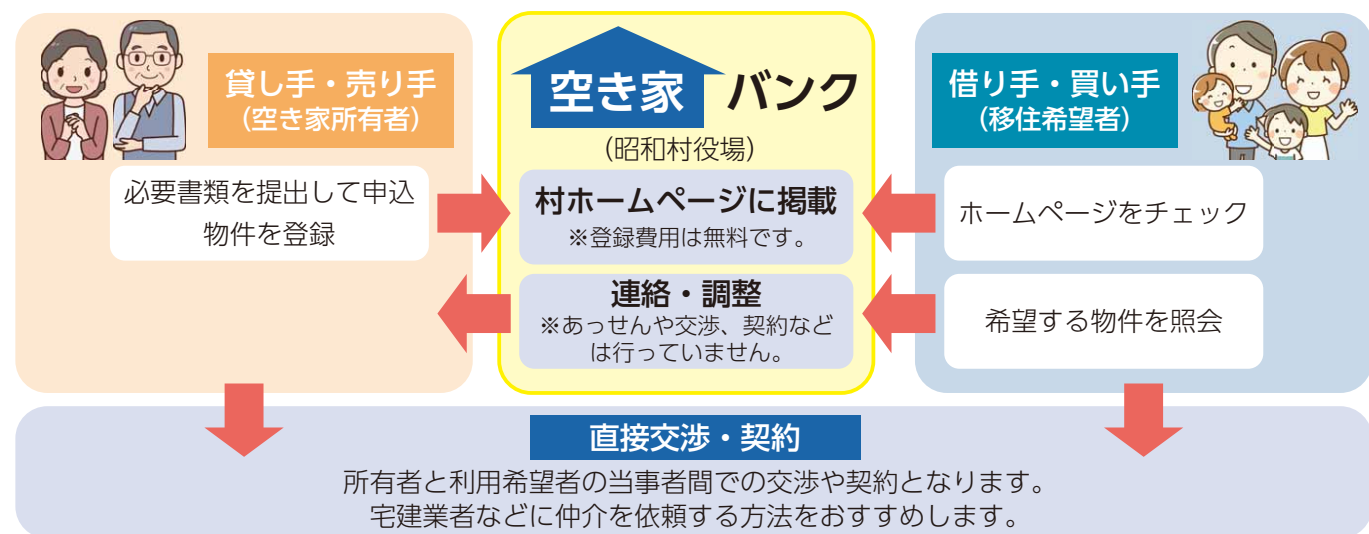 貸し手・売り手
(空き家所有者)
必要書類を提出して申込
物件を登録
空き家 バンク
(昭和村役場)
村ホームページに掲載
※登録費用は無料です。
連絡・調整
※あっせんや交渉、契約など
は行っていません。
借り手・買い手
(移住希望者)
ホームページをチェック
希望する物件を照会
直接交渉・契約
所有者と利用希望者の当事者間での交渉や契約となります。
宅建業者などに仲介を依頼する方法をおすすめします。